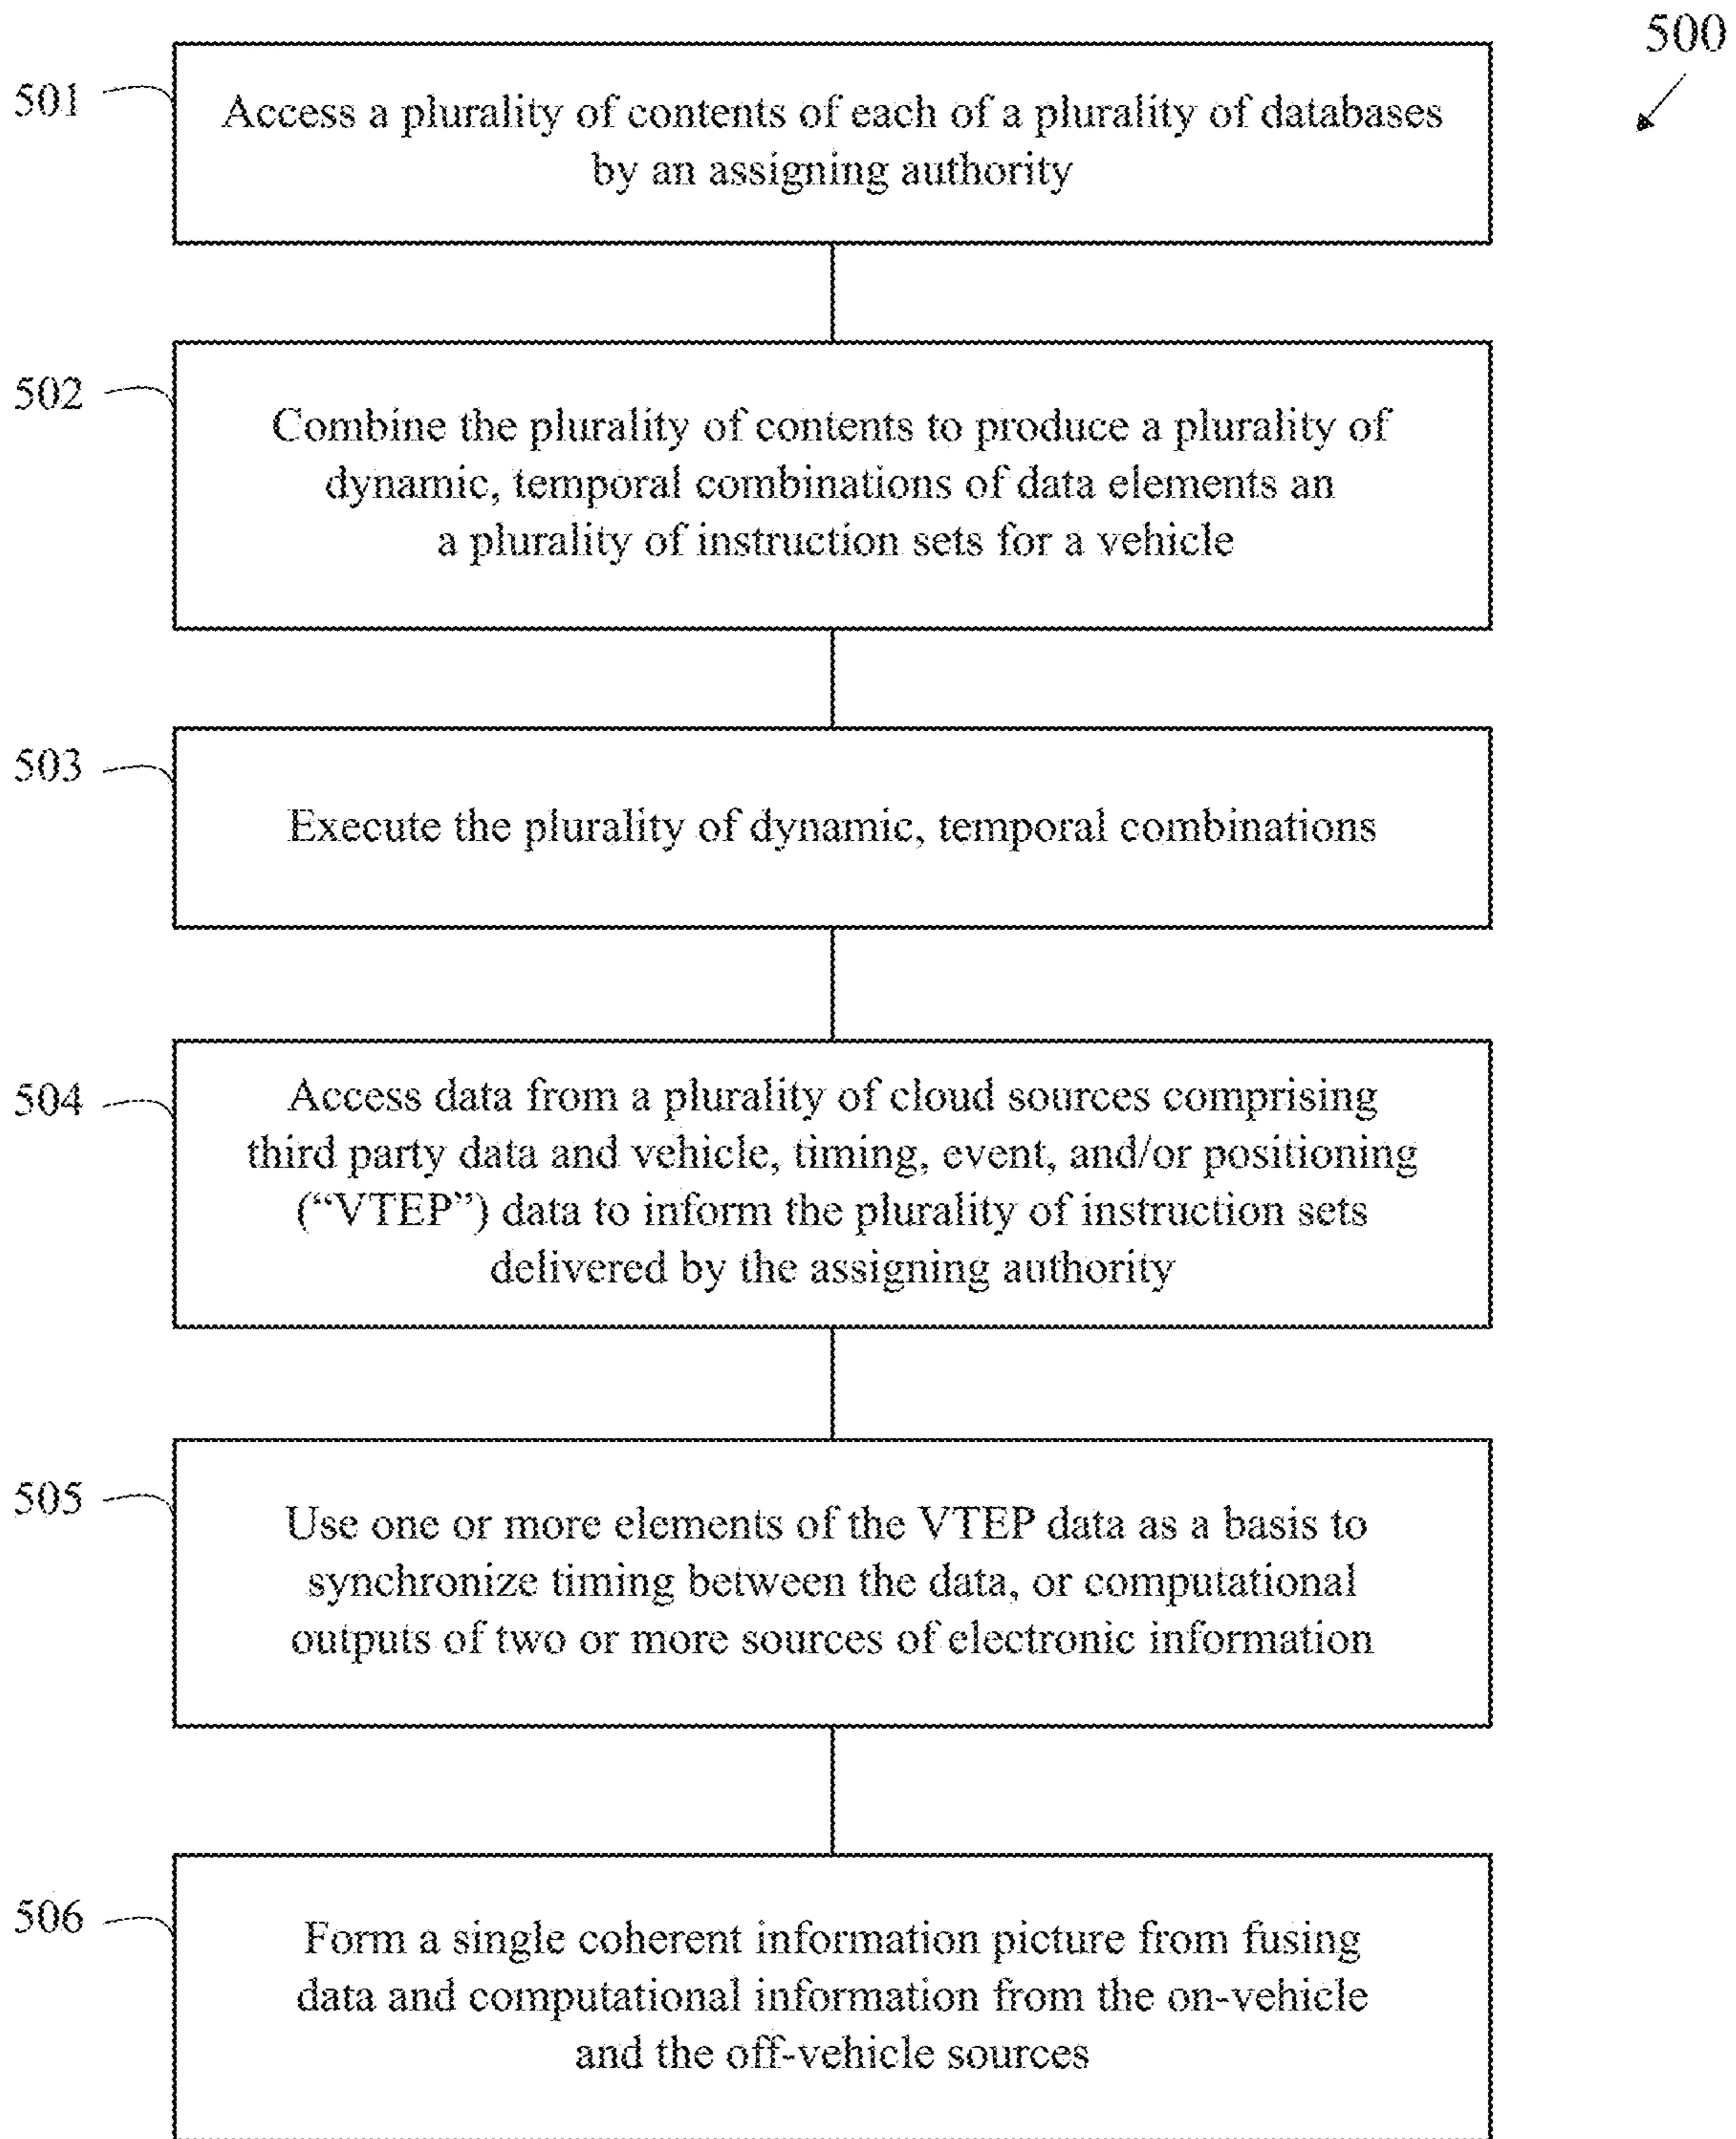 500
501
Access a plurality of contents of each of a plurality of databases
by an assigning authority
502
Combine the plurality of contents to produce a plurality of
dynamic, temporal combinations of data elements an
a plurality of instruction sets for a vehicle
503
Execute the plurality of dynamic, temporal combinations
504
Access data from a plurality of cloud sources comprising
third party data and vehicle, timing, event, and/or positioning
(“VTEP”) data to inform the plurality of instruction sets
delivered by the assigning authority
505
Use one or more elements of the VTEP data as a basis to
synchronize timing between the data, or computational
outputs of two or more sources of electronic information
506
Form a single coherent information picture from fusing
data and computational information from the on-vehicle
and the off-vehicle sources